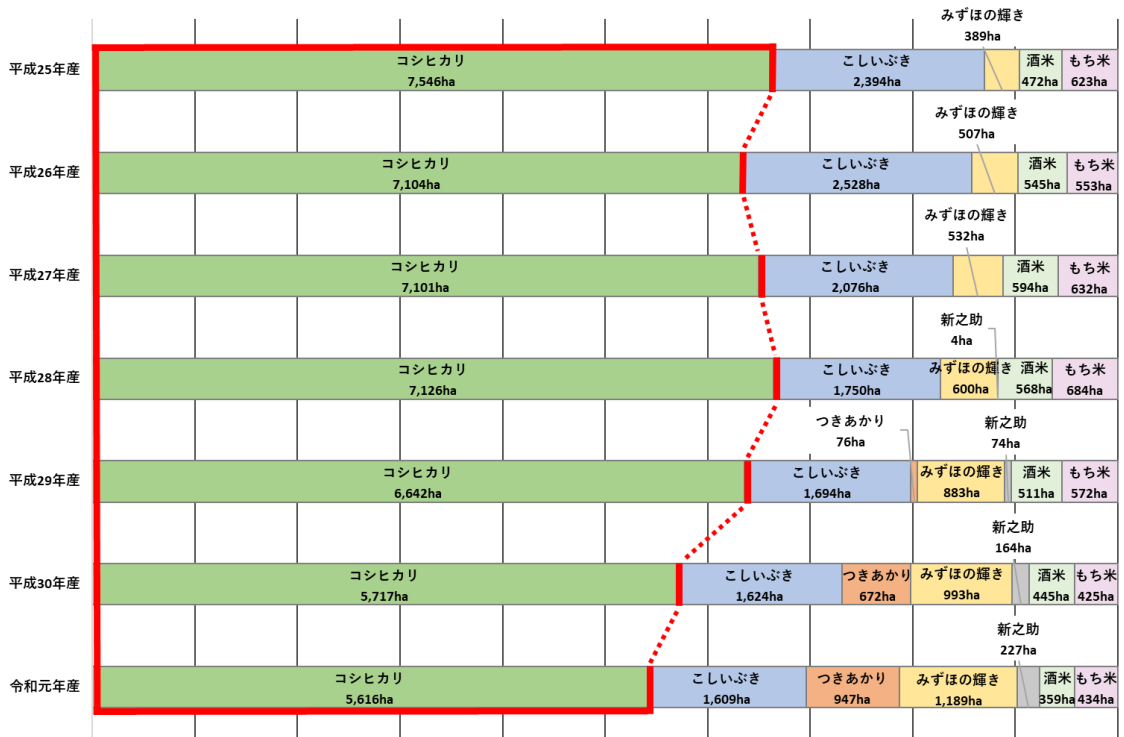 みずほの輝き
389ha
平成25年産
コシヒカリ
7,546ha
こしいぶき
2,394ha
酒米
472ha
もち米
623ha
みずほの輝き
507ha
平成26年産
コシヒカリ
7,104ha
こしいぶき
2,528ha
酒米
545ha
もち米
553ha
みずほの輝き
532ha
平成27年産
コシヒカリ
7,101ha
こしいぶき
2,076ha
酒米
594ha
もち米
632ha
新之助
4ha
平成28年産
コシヒカリ
7,126ha
こしいぶき
1,750ha
みずほの輝き
600ha
酒米
568ha
もち米
684ha
つきあかり
76ha
新之助
74ha
平成29年産
コシヒカリ
6,642ha
こしいぶき
1,694ha
みずほの輝き
883ha
酒米
511ha
もち米
572ha
新之助
164ha
平成30年産
コシヒカリ
5,717ha
こしいぶき
1,624ha
つきあかり
672ha
みずほの輝き
993ha
酒米
445ha
もち米
425ha
新之助
227ha
令和元年産
コシヒカリ
5,616ha
こしいぶき
1,609ha
つきあかり
947ha
みずほの輝き
1,189ha
酒米
359ha
もち米
434ha